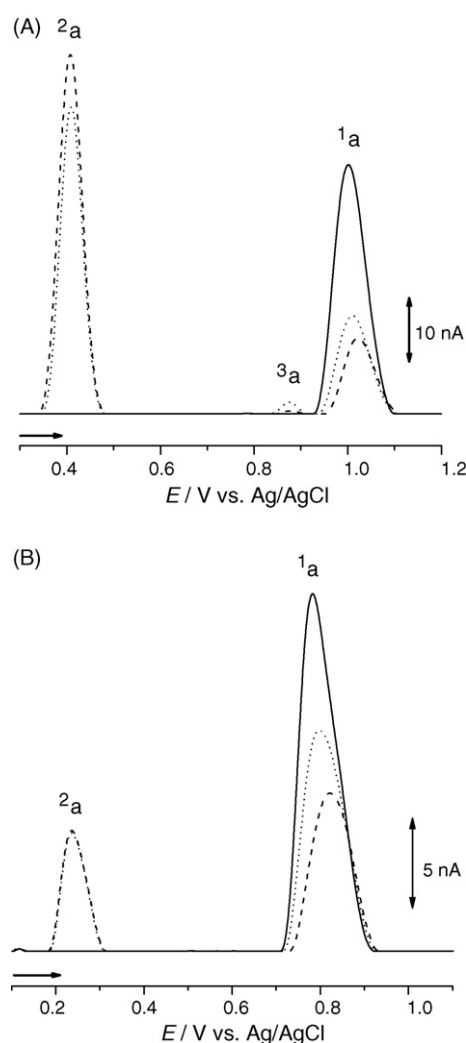 (A)
²a
¹a
³a
10 nA
0.4 0.6 0.8 1.0 1.2
E / V vs. Ag/AgCl
(B)
¹a
²a
5 nA
0.2 0.4 0.6 0.8 1.0
E / V vs. Ag/AgCl